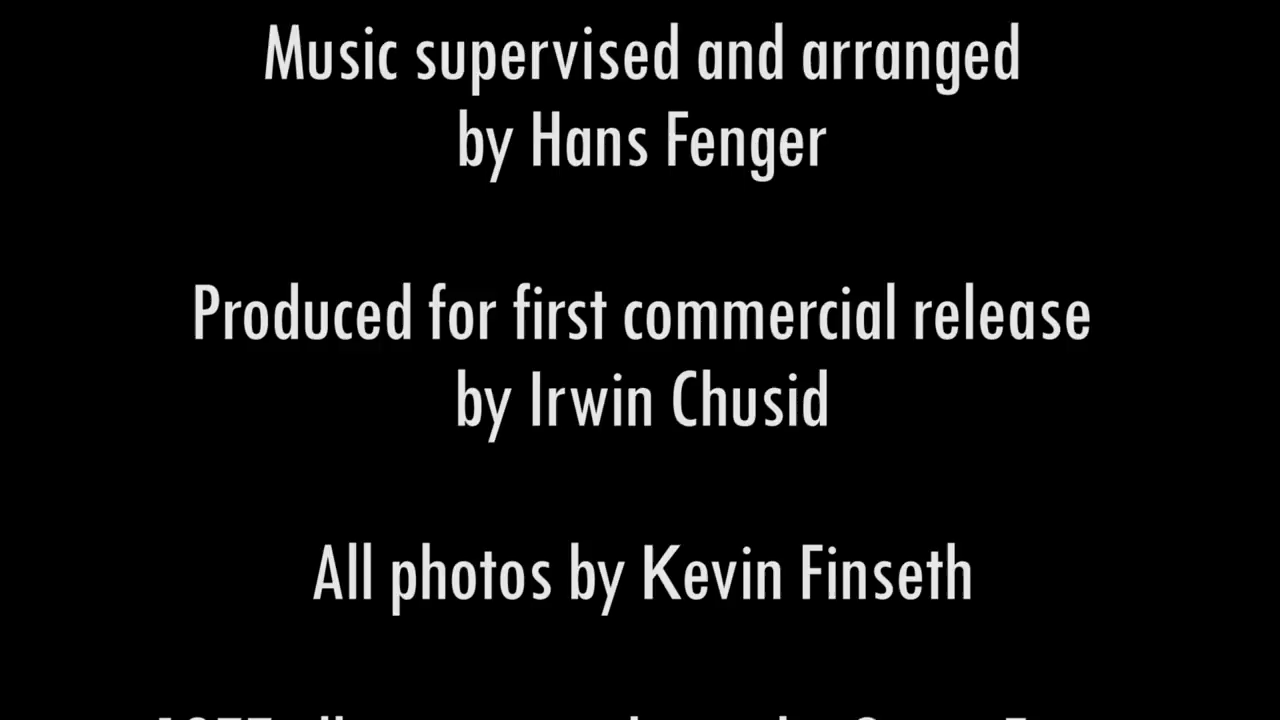 Music supervised and arranged
by Hans Fenger
Produced for first commercial release
by Irwin Chusid
All photos by Kevin Finseth